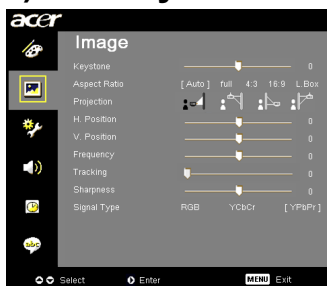 acer
Image
Keystone 0
Aspect Ratio [ Auto ] full 4:3 16:9 L.Box
Projection
H. Position 0
V. Position 0
Frequency 0
Tracking 0
Sharpness 0
Signal Type RGB YCbCr [ YPbPr ]
abc
Select Enter MENU Exit